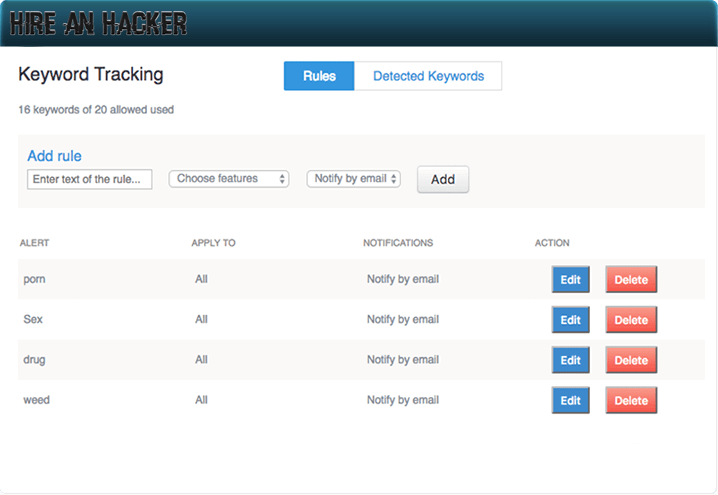 HIRE AN HACKER
Keyword Tracking Rules Detected Keywords
16 keywords of 20 allowed used
Add rule
Enter text of the rule... Choose features Notify by email Add
ALERT APPLY TO NOTIFICATIONS ACTION
porn All Notify by email Edit Delete
Sex All Notify by email Edit Delete
drug All Notify by email Edit Delete
weed All Notify by email Edit Delete